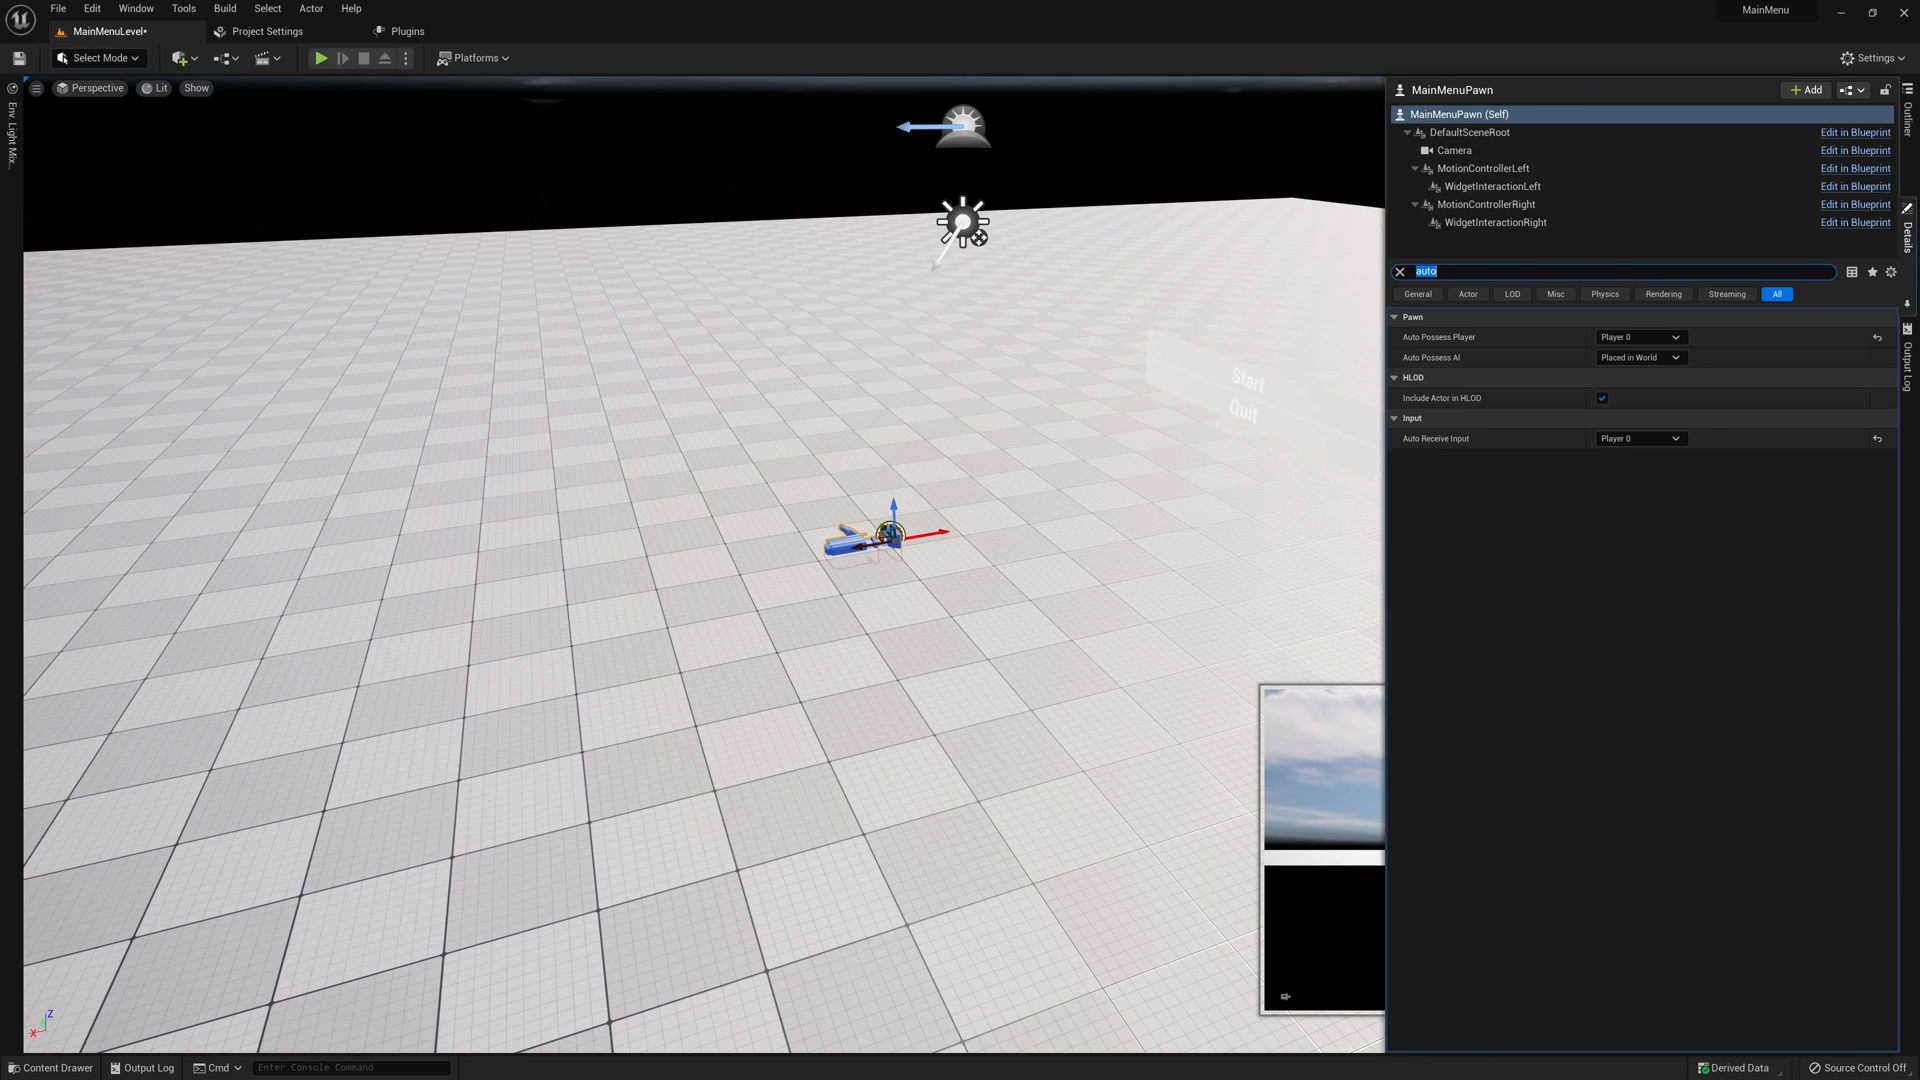 File Edit Window Tools Build Select Actor Help
MainMenu
MainMenuLevel*
Project Settings
Plugins
Select Mode
Platforms
Settings
Perspective
Lit
Show
Env. Light Mix...
MainMenuPawn
Add
MainMenuPawn (Self)
DefaultSceneRoot Edit in Blueprint
Camera Edit in Blueprint
MotionControllerLeft Edit in Blueprint
WidgetInteractionLeft Edit in Blueprint
MotionControllerRight Edit in Blueprint
WidgetInteractionRight Edit in Blueprint
auto
General Actor LOD Misc Physics Rendering Streaming All
Pawn
Auto Possess Player Player 0
Auto Possess AI Placed in World
HLOD
Include Actor in HLOD
Input
Auto Receive Input Player 0
Outliner
Details
Output Log
Start
Quit
Z
X
Content Drawer
Output Log
Cmd
Enter Console Command
Derived Data
Source Control Off